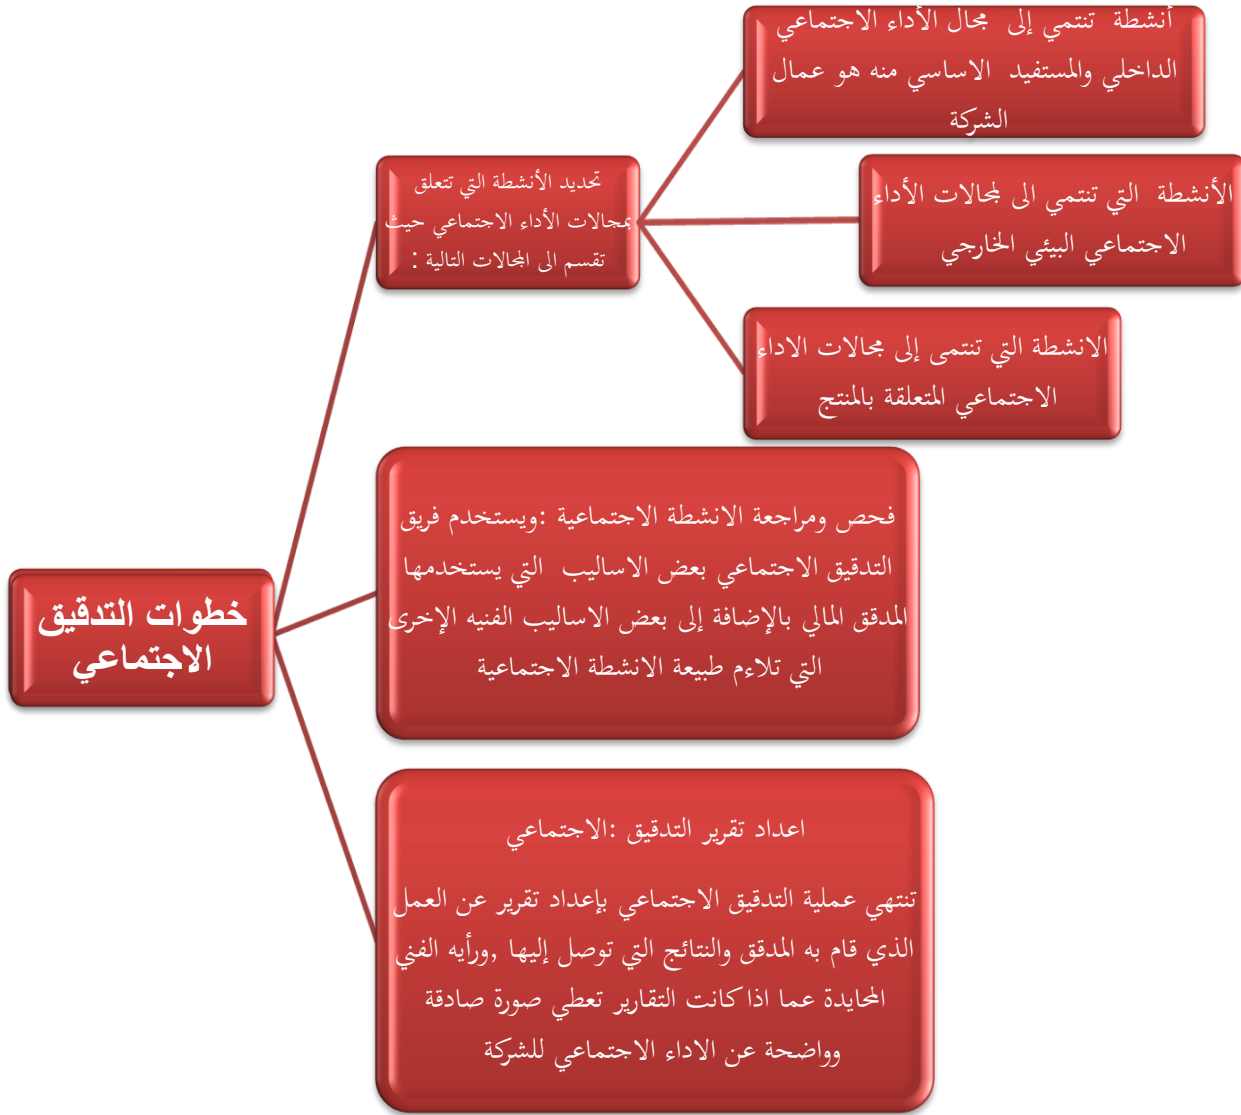 خطوات التدقيق
الاجتماعي
تحديد الأنشطة التي تتعلق
بمجالات الأداء الاجتماعي حيث
تقسم الى المجالات التالية :
أنشطة تنتمي إلى مجال الأداء الاجتماعي
الداخلي والمستفيد الاساسي منه هو عمال
الشركة
الأنشطة التي تنتمي الى لمجالات الأداء
الاجتماعي البيئي الخارجي
الانشطة التي تنتمى إلى مجالات الاداء
الاجتماعي المتعلقة بالمنتج
فحص ومراجعة الانشطة الاجتماعية :ويستخدم فريق
التدقيق الاجتماعي بعض الاساليب التي يستخدمها
المدقق المالي بالإضافة إلى بعض الاساليب الفنيه الإخرى
التي تلاءم طبيعة الانشطة الاجتماعية
اعداد تقرير التدقيق :الاجتماعي
تنتهي عملية التدقيق الاجتماعي بإعداد تقرير عن العمل
الذي قام به المدقق والنتائج التي توصل إليها ,ورأيه الفني
المحايدة عما اذا كانت التقارير تعطي صورة صادقة
وواضحة عن الاداء الاجتماعي للشركة